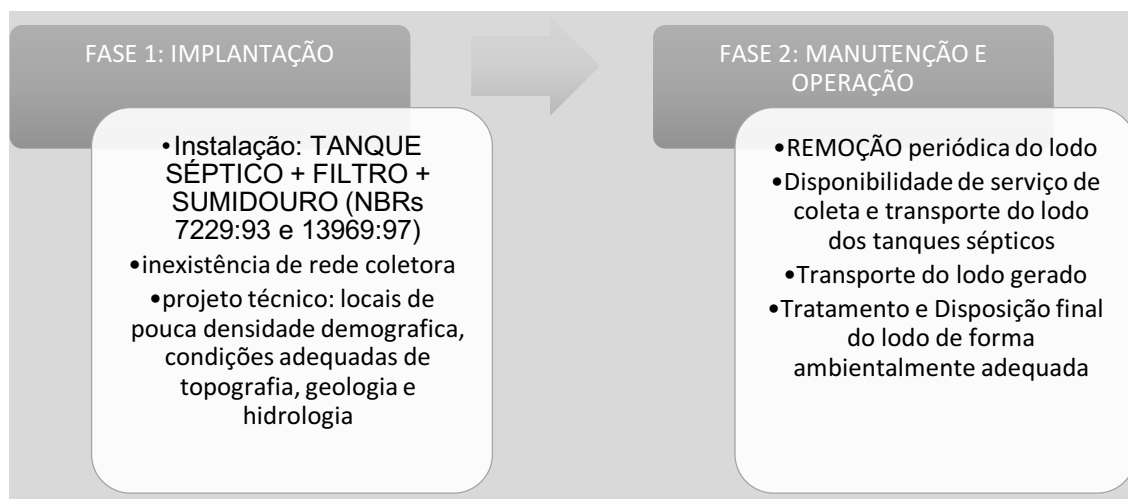 FASE 1: IMPLANTAÇÃO
•Instalação: TANQUE
SÉPTICO + FILTRO +
SUMIDOURO (NBRs
7229:93 e 13969:97)
•inexistência de rede coletora
•projeto técnico: locais de
pouca densidade demografica,
condições adequadas de
topografia, geologia e
hidrologia
FASE 2: MANUTENÇÃO E
OPERAÇÃO
•REMOÇÃO periódica do lodo
•Disponibilidade de serviço de
coleta e transporte do lodo
dos tanques sépticos
•Transporte do lodo gerado
•Tratamento e Disposição final
do lodo de forma
ambientalmente adequada